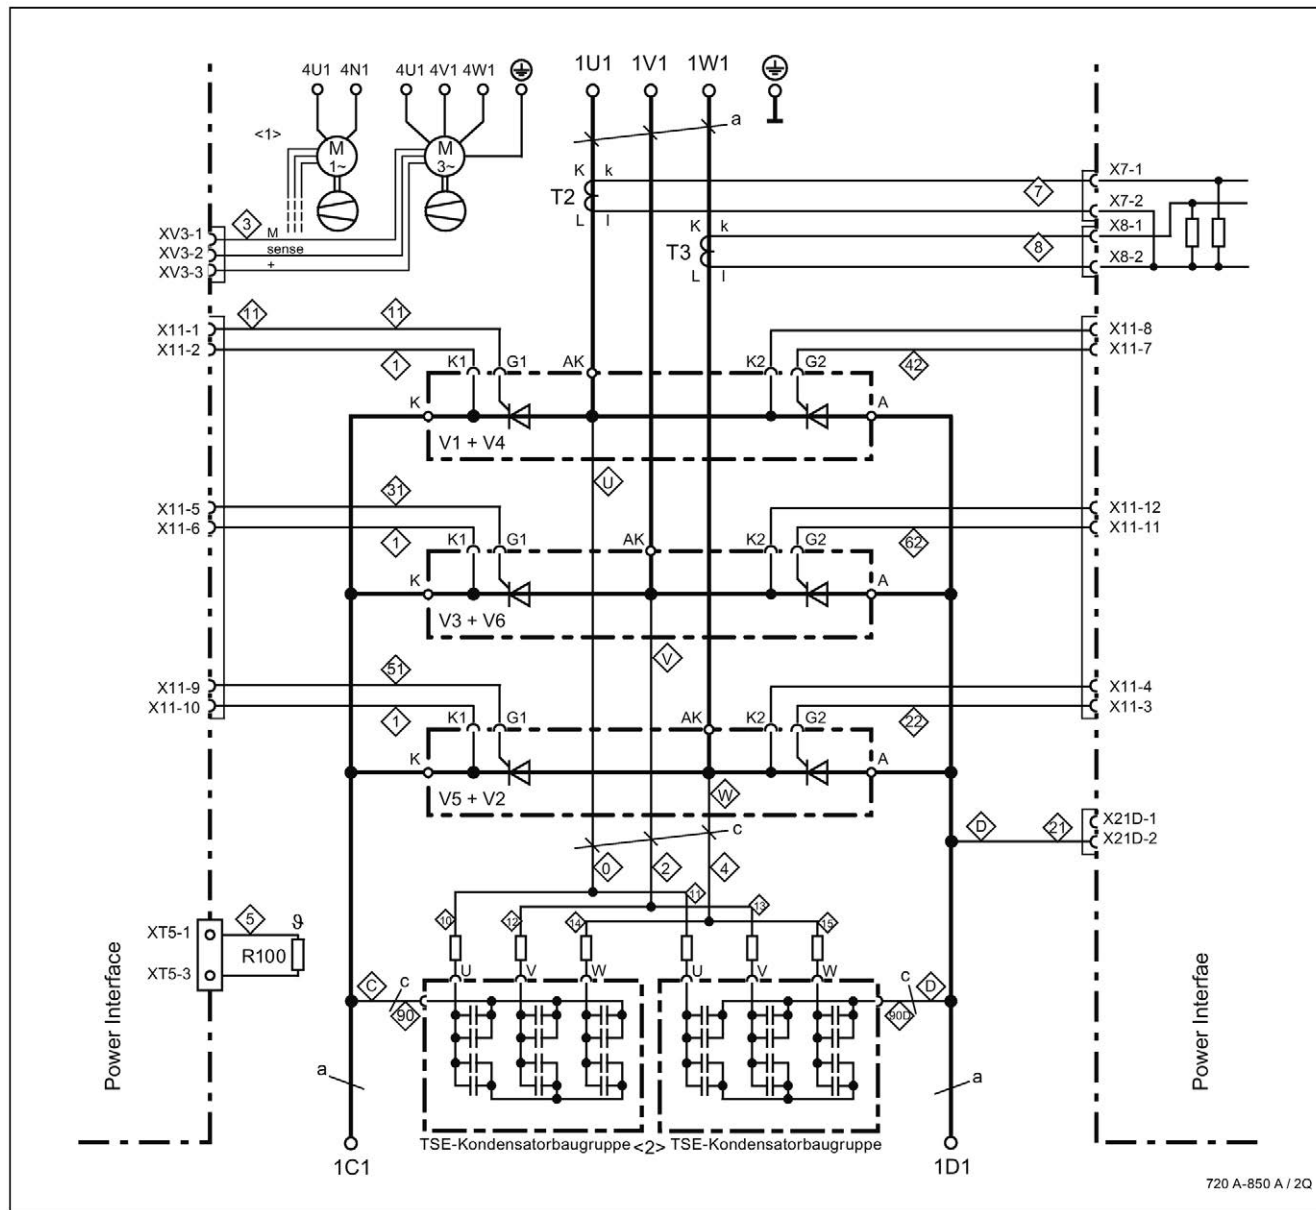 4U1 4N1 4U1 4V1 4W1 1U1 1V1 1W1
<1>
M
1~
M
3~
a
K k
T2
L l
7
X7-1
X7-2
K k
T3
L l
8
X8-1
X8-2
XV3-1
XV3-2
XV3-3
3
M
sense
+
X11-1
X11-2
11
11
1
K1 G1 AK K2 G2
42
X11-8
X11-7
K
A
V1 + V4
U
X11-5
X11-6
31
1
K1 G1 AK K2 G2
62
X11-12
X11-11
K
A
V3 + V6
V
X11-9
X11-10
51
1
K1 G1 AK K2 G2
22
X11-4
X11-3
K
A
V5 + V2
W
c
D
21
X21D-1
X21D-2
0
2
4
10
12
14
11
13
15
XT5-1
XT5-3
5
ϑ
R100
U V W U V W
C
c
90
c
D
90D
Power Interface
Power Interfae
a
a
TSE-Kondensatorbaugruppe <2> TSE-Kondensatorbaugruppe
1C1
1D1
720 A-850 A / 2Q